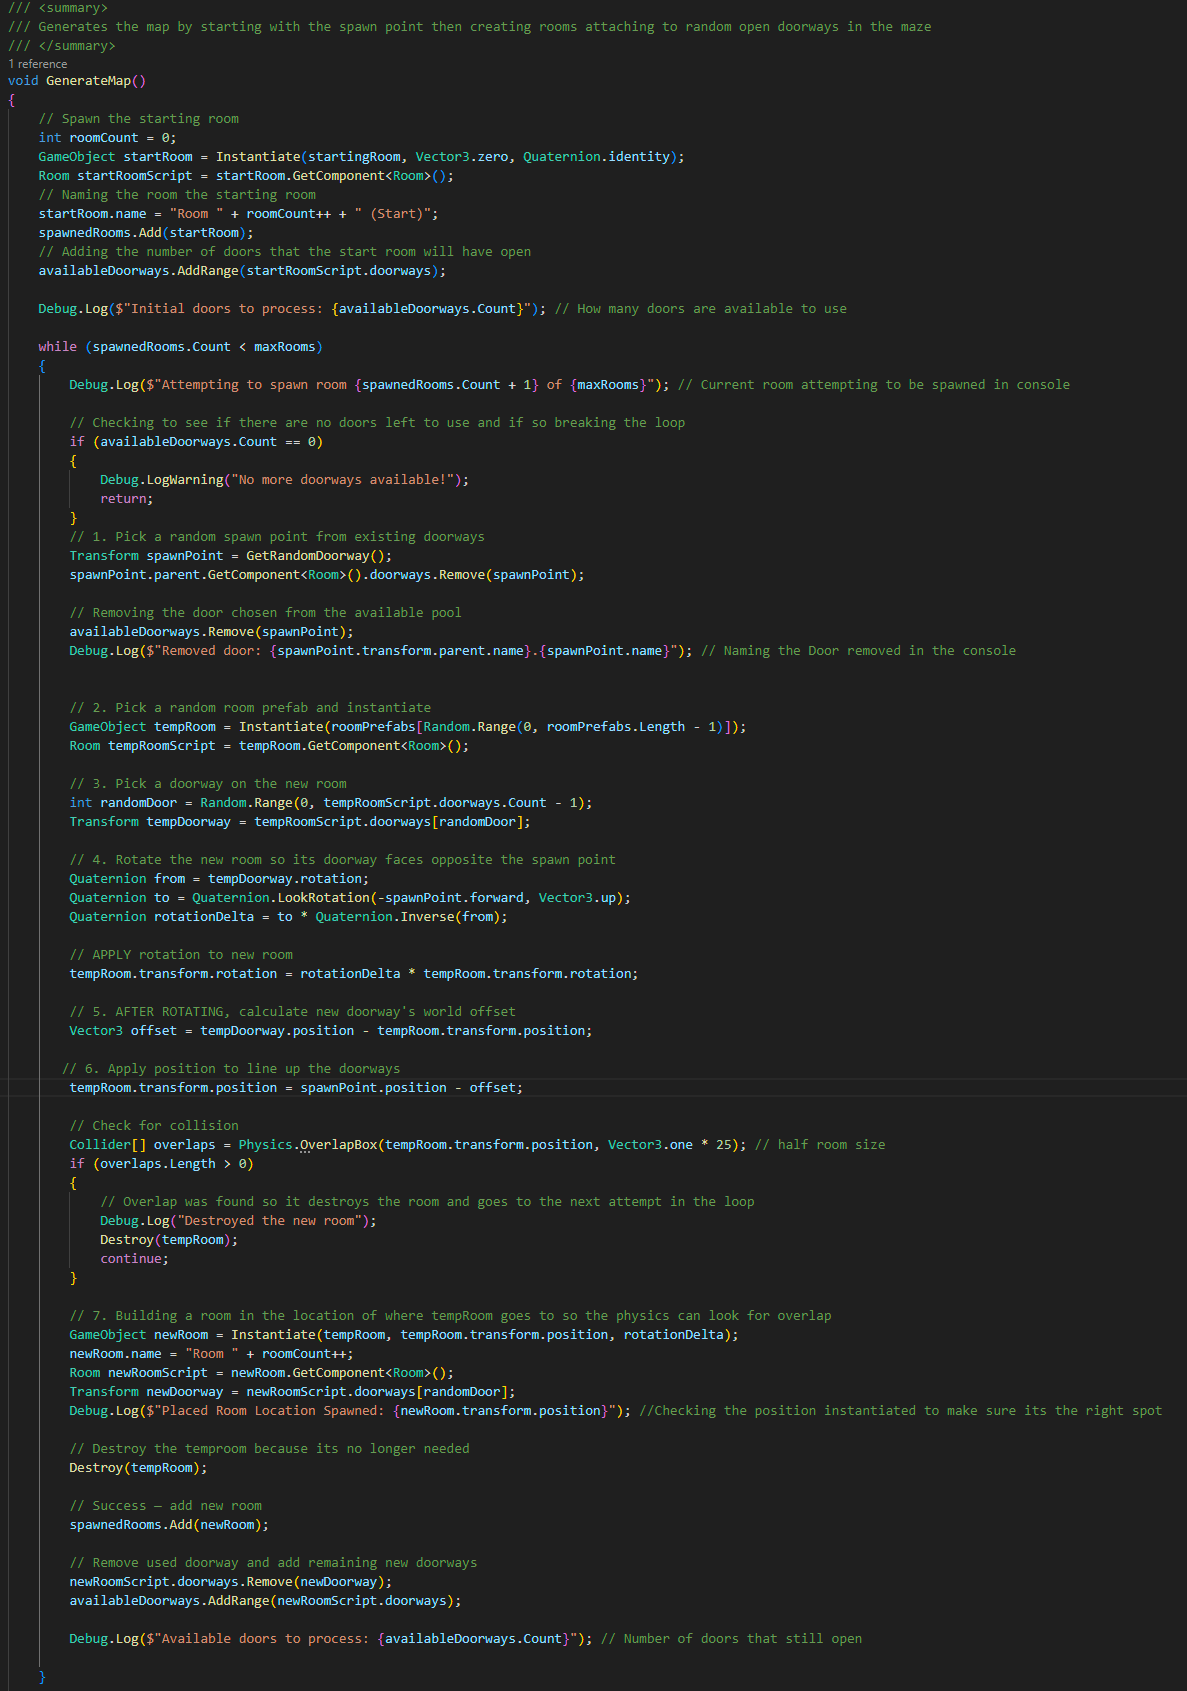 /// <summary>
/// Generates the map by starting with the spawn point then creating rooms attaching to random open doorways in the maze
/// </summary>
1 reference
void GenerateMap()
{
// Spawn the starting room
int roomCount = 0;
GameObject startRoom = Instantiate(startingRoom, Vector3.zero, Quaternion.identity);
Room startRoomScript = startRoom.GetComponent<Room>();
// Naming the room the starting room
startRoom.name = "Room " + roomCount++ + " (Start)";
spawnedRooms.Add(startRoom);
// Adding the number of doors that the start room will have open
availableDoorways.AddRange(startRoomScript.doorways);
Debug.Log($"Initial doors to process: {availableDoorways.Count}"); // How many doors are available to use
while (spawnedRooms.Count < maxRooms)
{
Debug.Log($"Attempting to spawn room {spawnedRooms.Count + 1} of {maxRooms}"); // Current room attempting to be spawned in console
// Checking to see if there are no doors left to use and if so breaking the loop
if (availableDoorways.Count == 0)
{
Debug.LogWarning("No more doorways available!");
return;
}
// 1. Pick a random spawn point from existing doorways
Transform spawnPoint = GetRandomDoorway();
spawnPoint.parent.GetComponent<Room>().doorways.Remove(spawnPoint);
// Removing the door chosen from the available pool
availableDoorways.Remove(spawnPoint);
Debug.Log($"Removed door: {spawnPoint.transform.parent.name}.{spawnPoint.name}"); // Naming the Door removed in the console
// 2. Pick a random room prefab and instantiate
GameObject tempRoom = Instantiate(roomPrefabs[Random.Range(0, roomPrefabs.Length - 1)]);
Room tempRoomScript = tempRoom.GetComponent<Room>();
// 3. Pick a doorway on the new room
int randomDoor = Random.Range(0, tempRoomScript.doorways.Count - 1);
Transform tempDoorway = tempRoomScript.doorways[randomDoor];
// 4. Rotate the new room so its doorway faces opposite the spawn point
Quaternion from = tempDoorway.rotation;
Quaternion to = Quaternion.LookRotation(-spawnPoint.forward, Vector3.up);
Quaternion rotationDelta = to * Quaternion.Inverse(from);
// APPLY rotation to new room
tempRoom.transform.rotation = rotationDelta * tempRoom.transform.rotation;
// 5. AFTER ROTATING, calculate new doorway's world offset
Vector3 offset = tempDoorway.position - tempRoom.transform.position;
// 6. Apply position to line up the doorways
tempRoom.transform.position = spawnPoint.position - offset;
// Check for collision
Collider[] overlaps = Physics.OverlapBox(tempRoom.transform.position, Vector3.one * 25); // half room size
if (overlaps.Length > 0)
{
// Overlap was found so it destroys the room and goes to the next attempt in the loop
Debug.Log("Destroyed the new room");
Destroy(tempRoom);
continue;
}
// 7. Building a room in the location of where tempRoom goes to so the physics can look for overlap
GameObject newRoom = Instantiate(tempRoom, tempRoom.transform.position, rotationDelta);
newRoom.name = "Room " + roomCount++;
Room newRoomScript = newRoom.GetComponent<Room>();
Transform newDoorway = newRoomScript.doorways[randomDoor];
Debug.Log($"Placed Room Location Spawned: {newRoom.transform.position}"); //Checking the position instantiated to make sure its the right spot
// Destroy the temproom because its no longer needed
Destroy(tempRoom);
// Success — add new room
spawnedRooms.Add(newRoom);
// Remove used doorway and add remaining new doorways
newRoomScript.doorways.Remove(newDoorway);
availableDoorways.AddRange(newRoomScript.doorways);
Debug.Log($"Available doors to process: {availableDoorways.Count}"); // Number of doors that still open
}